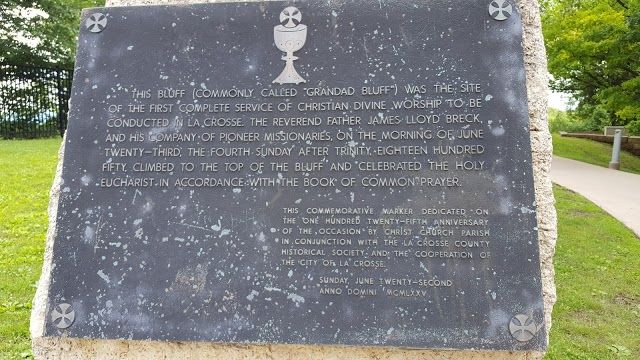 THIS BLUFF (COMMONLY CALLED "GRANDAD BLUFF") WAS THE SITE
OF THE FIRST COMPLETE SERVICE OF CHRISTIAN DIVINE WORSHIP TO BE
CONDUCTED IN LA CROSSE. THE REVEREND FATHER JAMES LLOYD BRECK,
AND HIS COMPANY OF PIONEER MISSIONARIES, ON THE MORNING OF JUNE
TWENTY-THIRD, THE FOURTH SUNDAY AFTER TRINITY, EIGHTEEN HUNDRED
FIFTY, CLIMBED TO THE TOP OF THE BLUFF AND CELEBRATED THE HOLY
EUCHARIST IN ACCORDANCE WITH THE BOOK OF COMMON PRAYER.
THIS COMMEMORATIVE MARKER DEDICATED ON
THE ONE HUNDRED TWENTY-FIFTH ANNIVERSARY
OF THE OCCASION BY CHRIST CHURCH PARISH
IN CONJUNCTION WITH THE LA CROSSE COUNTY
HISTORICAL SOCIETY AND THE COOPERATION OF
THE CITY OF LA CROSSE.
SUNDAY, JUNE TWENTY-SECOND
ANNO DOMINI MCMLXXV